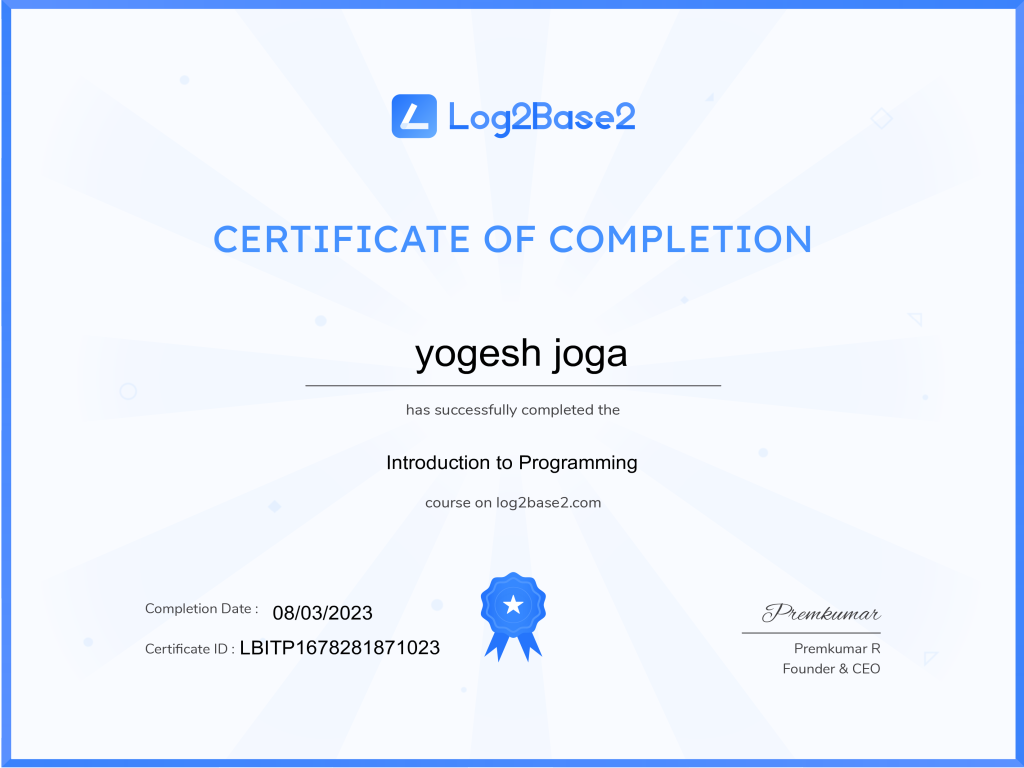 Log2Base2
CERTIFICATE OF COMPLETION
yogesh joga
has successfully completed the
Introduction to Programming
course on log2base2.com
Completion Date : 08/03/2023
Certificate ID : LBITP1678281871023
Premkumar
Premkumar R
Founder & CEO